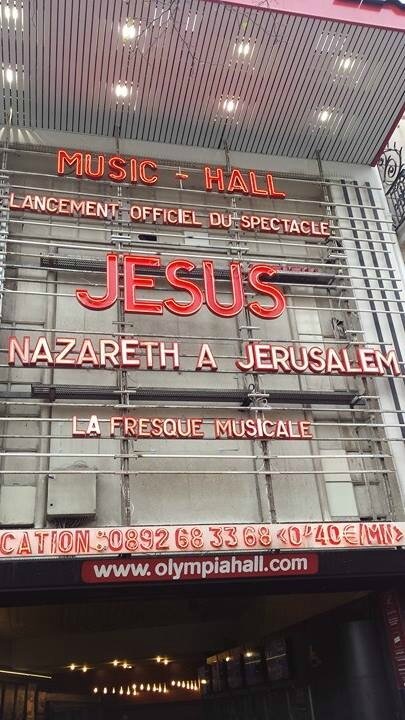 MUSIC - HALL
LANCEMENT OFFICIEL DU SPECTACLE
JESUS
NAZARETH A JERUSALEM
LA FRESQUE MUSICALE
CATION : 0892 68 33 68 <0"40€/MN>
www.olympiahall.com